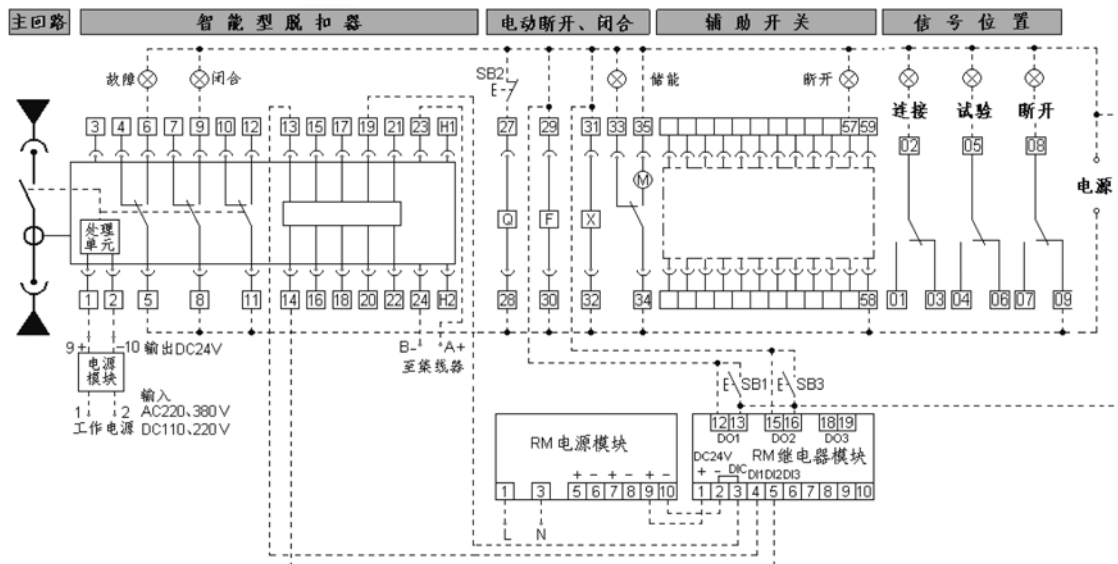 主回路 智能型脱扣器 电动断开、闭合 辅助开关 信号位置
故障 闭合 SB2 储能 断开
连接 试验 断开
3 4 6 7 9 10 12 13 15 17 19 21 23 H1 27 29 31 33 35 57 59 02 05 08
电源
M
处理
单元
Q F X
1 2 5 8 11 14 16 18 20 22 24 H2 28 30 32 34 58 01 03 04 06 07 09
9+ -10 输出DC24V
B- A+
至集线器
电源
模块
输入
1 2 AC220、380V
工作电源 DC110、220V
SB1 SB3
12 13 15 16 18 19
DO1 DO2 DO3
RM电源模块
RM继电器模块
DC24V
+ - DIC DI1 DI2 DI3
+ - + - + -
1 3 5 6 7 8 9 10
1 2 3 4 5 6 7 8 9 10
L N